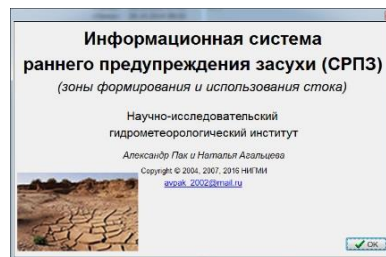 Информационная система
раннего предупреждения засухи (СРПЗ)
(зоны формирования и использования стока)
Научно-исследовательский
гидрометеорологический институт
Александр Пак и Наталья Агальцева
Copyright © 2004, 2007, 2016 НИГМИ
avpak_2002@mail.ru
OK